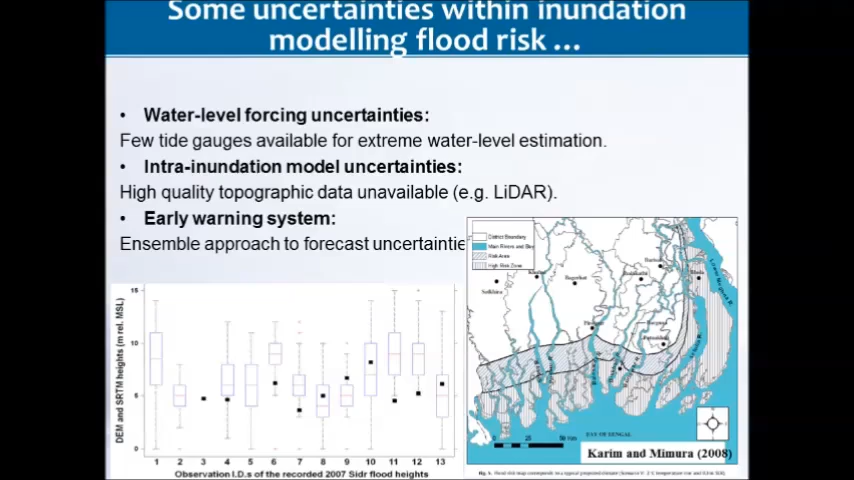 Some uncertainties within inundation
modelling flood risk ...
• Water-level forcing uncertainties:
Few tide gauges available for extreme water-level estimation.
• Intra-inundation model uncertainties:
High quality topographic data unavailable (e.g. LiDAR).
• Early warning system:
Ensemble approach to forecast uncertaintie
DEM and SRTM heights (m rel. MSL)
15
10
5
0
1 2 3 4 5 6 7 8 9 10 11 12 13
Observation I.D.s of the recorded 2007 Sidr flood heights
District Boundary
Main Rivers and Bay
Risk Area
High Risk Zone
Satkhira
Bagerhat
BAY OF BENGAL
0 25 50
Karim and Mimura (2008)